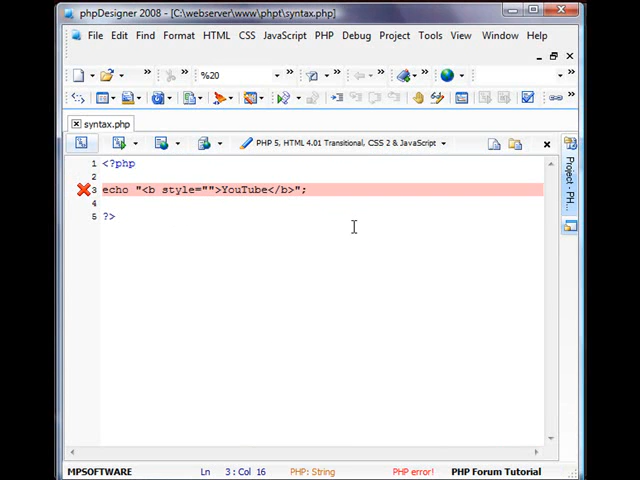 phpDesigner 2008 - [C:\webserver\www\phpt\syntax.php]
File Edit Find Format HTML CSS JavaScript PHP Debug Project Tools View Window Help
%20
syntax.php
PHP 5, HTML 4.01 Transitional, CSS 2 & JavaScript
1 <?php
2
3 echo "<b style="">YouTube</b>";
4
5 ?>
Project - PH...
MPSOFTWARE Ln 3 : Col 16 PHP: String PHP error! PHP Forum Tutorial